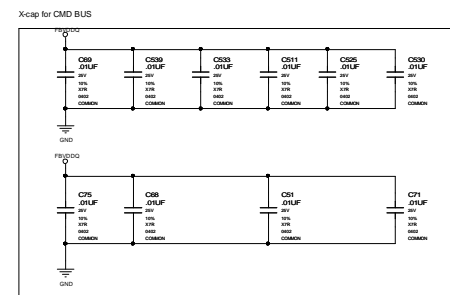 X-cap for CMD BUS
FBVDDQ
C69 C539 C533 C511 C525 C530
.01UF .01UF .01UF .01UF .01UF .01UF
25V 25V 25V 25V 25V 25V
10% 10% 10% 10% 10% 10%
X7R X7R X7R X7R X7R X7R
0402 0402 0402 0402 0402 0402
COMMON COMMON COMMON COMMON COMMON COMMON
GND
FBVDDQ
C75 C68 C51 C71
.01UF .01UF .01UF .01UF
25V 25V 25V 25V
10% 10% 10% 10%
X7R X7R X7R X7R
0402 0402 0402 0402
COMMON COMMON COMMON COMMON
GND